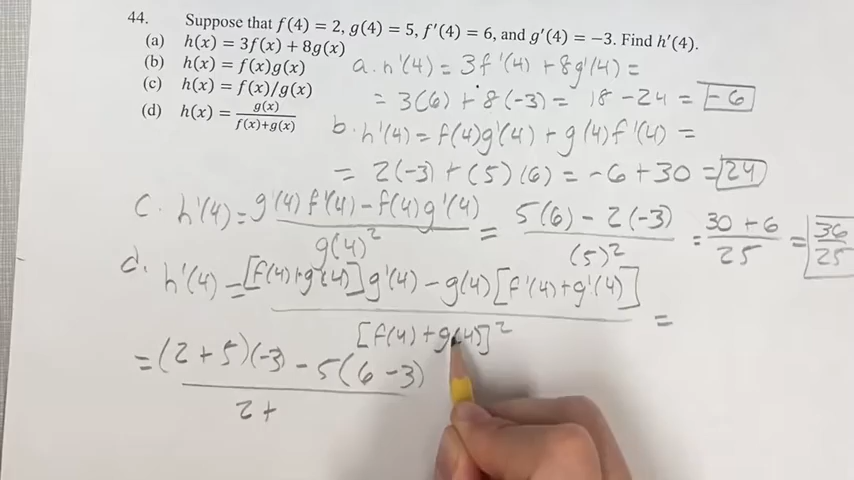 44. Suppose that f(4) = 2, g(4) = 5, f'(4) = 6, and g'(4) = −3. Find h'(4).
(a) h(x) = 3f(x) + 8g(x)
(b) h(x) = f(x)g(x)
(c) h(x) = f(x)/g(x)
(d) h(x) = g(x)/f(x)+g(x)
a. h'(4) = 3f'(4) + 8g'(4) =
= 3(6) + 8(-3) = 18 - 24 = -6
b. h'(4) = f(4)g'(4) + g(4)f'(4) =
= 2(-3) + (5)(6) = -6 + 30 = 24
c. h'(4) = g(4)f'(4) - f(4)g'(4) / g(4)² = 5(6) - 2(-3) / (5)² = 30 + 6 / 25 = 36 / 25
d. h'(4) = [f(4)+g(4)]g'(4) - g(4)[f'(4)+g'(4)] / [f(4)+g(4)]² =
= (2+5)(-3) - 5(6-3) / 2+